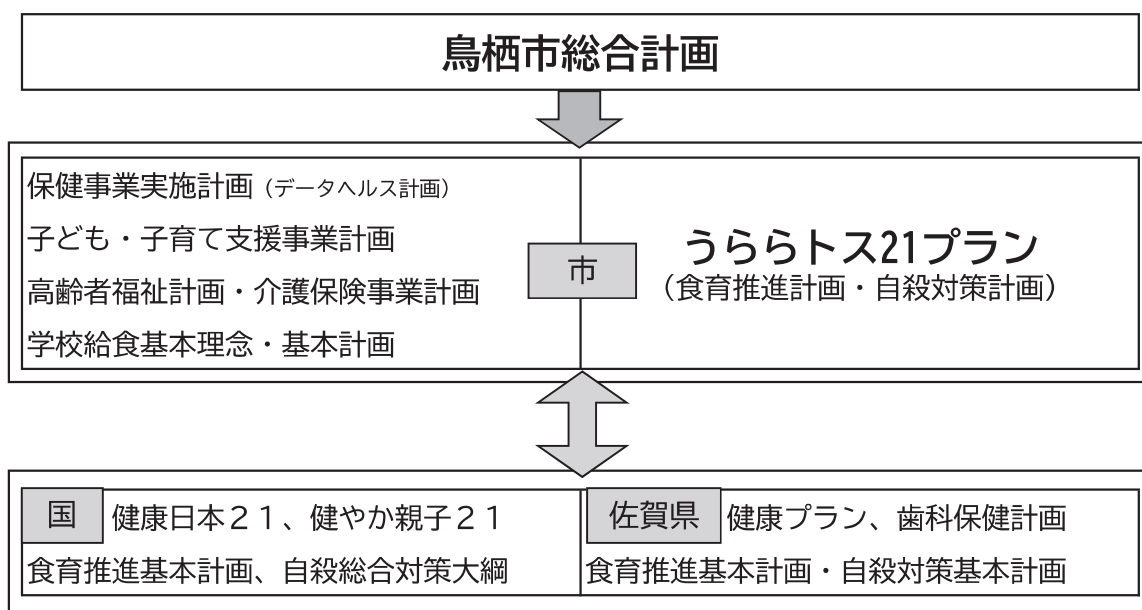 鳥栖市総合計画
保健事業実施計画（データヘルス計画）
子ども・子育て支援事業計画
高齢者福祉計画・介護保険事業計画
学校給食基本理念・基本計画
市
うららトス21プラン
（食育推進計画・自殺対策計画）
国 健康日本２１、健やか親子２１
食育推進基本計画、自殺総合対策大綱
佐賀県 健康プラン、歯科保健計画
食育推進基本計画・自殺対策基本計画